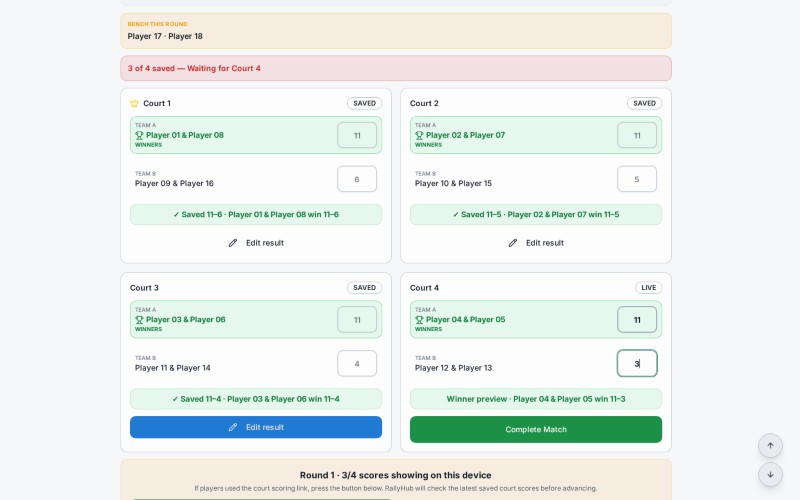 BENCH THIS ROUND
Player 17 · Player 18
3 of 4 saved — Waiting for Court 4
Court 1
SAVED
TEAM A
Player 01 & Player 08
WINNERS
11
TEAM B
Player 09 & Player 16
6
✓ Saved 11–6 · Player 01 & Player 08 win 11–6
Edit result
Court 2
SAVED
TEAM A
Player 02 & Player 07
WINNERS
11
TEAM B
Player 10 & Player 15
5
✓ Saved 11–5 · Player 02 & Player 07 win 11–5
Edit result
Court 3
SAVED
TEAM A
Player 03 & Player 06
WINNERS
11
TEAM B
Player 11 & Player 14
4
✓ Saved 11–4 · Player 03 & Player 06 win 11–4
Edit result
Court 4
LIVE
TEAM A
Player 04 & Player 05
WINNERS
11
TEAM B
Player 12 & Player 13
3
Winner preview · Player 04 & Player 05 win 11–3
Complete Match
Round 1 · 3/4 scores showing on this device
If players used the court scoring link, press the button below. RallyHub will check the latest saved court scores before advancing.